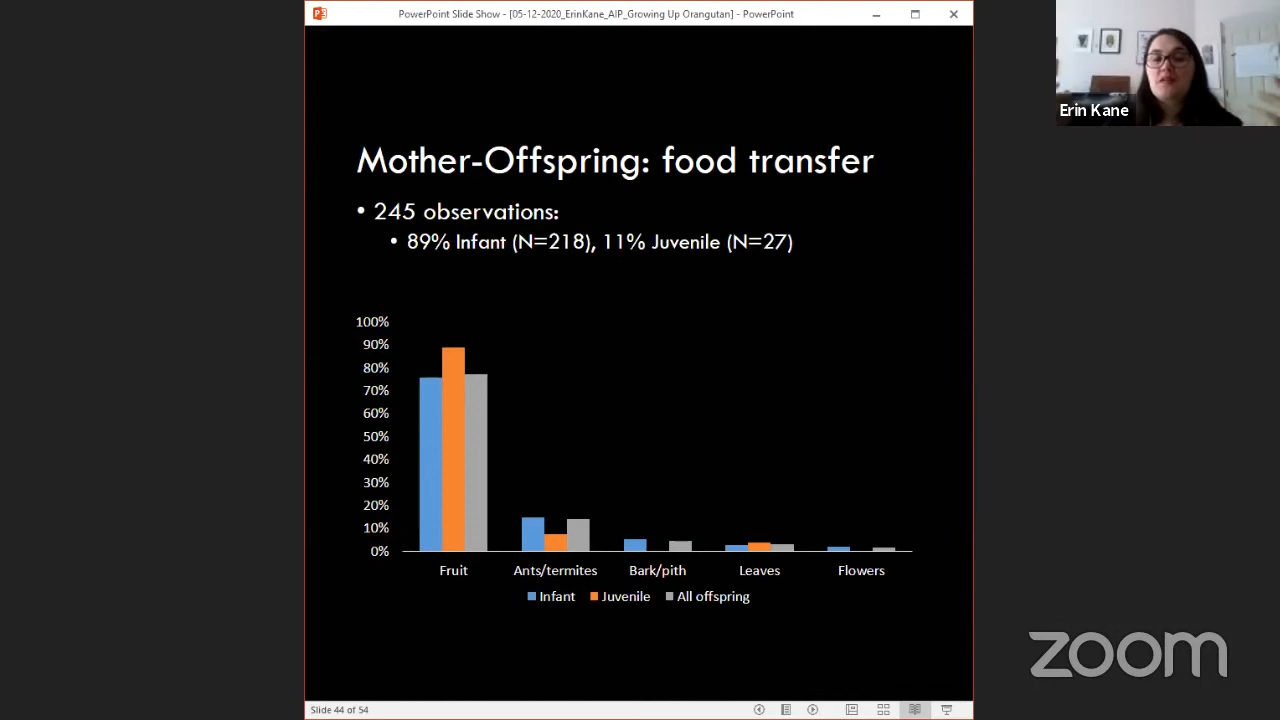 PowerPoint Slide Show - [05-12-2020_ErinKane_AIP_Growing Up Orangutan] - PowerPoint
Erin Kane
Mother-Offspring: food transfer
• 245 observations:
• 89% Infant (N=218), 11% Juvenile (N=27)
100%
90%
80%
70%
60%
50%
40%
30%
20%
10%
0%
Fruit Ants/termites Bark/pith Leaves Flowers
Infant Juvenile All offspring
zoom
Slide 44 of 54